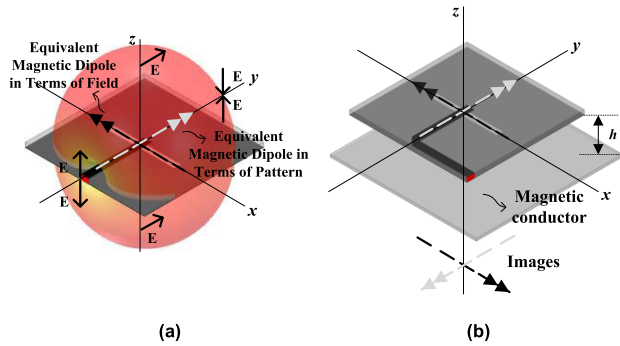 z
Equivalent
Magnetic Dipole
in Terms of Field
E
E
y
E
Equivalent
Magnetic Dipole in
Terms of Pattern
E
E
x
E
(a)
z
y
h
x
Magnetic
conductor
Images
(b)